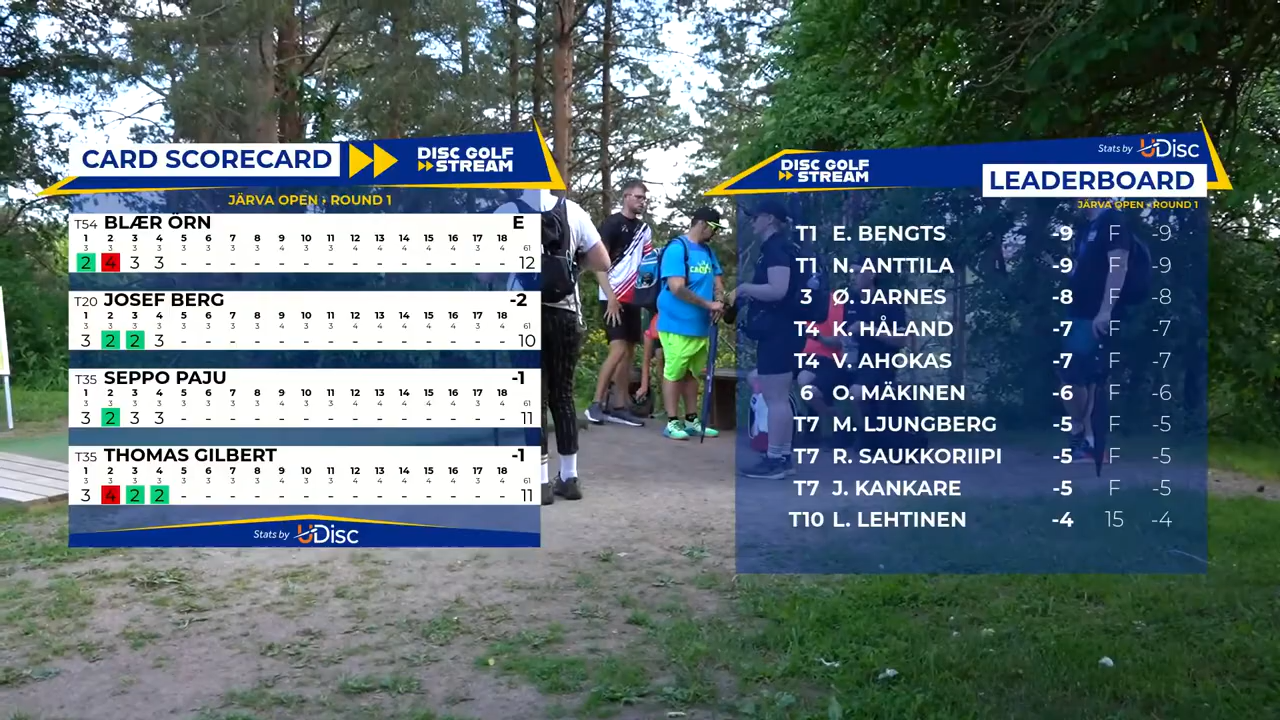 CARD SCORECARD
DISC GOLF STREAM
JÄRVA OPEN • ROUND 1
T54 BLÆR ÖRN E
1 2 3 4 5 6 7 8 9 10 11 12 13 14 15 16 17 18
3 3 3 3 3 3 3 3 4 3 4 4 3 4 4 3 3 4 61
2 4 3 3 - - - - - - - - - - - - - - 12
T20 JOSEF BERG -2
1 2 3 4 5 6 7 8 9 10 11 12 13 14 15 16 17 18
3 3 3 3 3 3 3 3 4 3 4 4 3 4 4 3 3 4 61
3 2 2 3 - - - - - - - - - - - - - - 10
T35 SEPPO PAJU -1
1 2 3 4 5 6 7 8 9 10 11 12 13 14 15 16 17 18
3 3 3 3 3 3 3 3 4 3 4 4 3 4 4 3 3 4 61
3 2 3 3 - - - - - - - - - - - - - - 11
T35 THOMAS GILBERT -1
1 2 3 4 5 6 7 8 9 10 11 12 13 14 15 16 17 18
3 3 3 3 3 3 3 3 4 3 4 4 3 4 4 3 3 4 61
3 4 2 2 - - - - - - - - - - - - - - 11
Stats by UDisc
DISC GOLF STREAM
Stats by UDisc
LEADERBOARD
JÄRVA OPEN • ROUND 1
T1 E. BENGTS -9 F -9
T1 N. ANTTILA -9 F -9
3 Ø. JARNES -8 F -8
T4 K. HÅLAND -7 F -7
T4 V. AHOKAS -7 F -7
6 O. MÄKINEN -6 F -6
T7 M. LJUNGBERG -5 F -5
T7 R. SAUKKORIIPI -5 F -5
T7 J. KANKARE -5 F -5
T10 L. LEHTINEN -4 15 -4